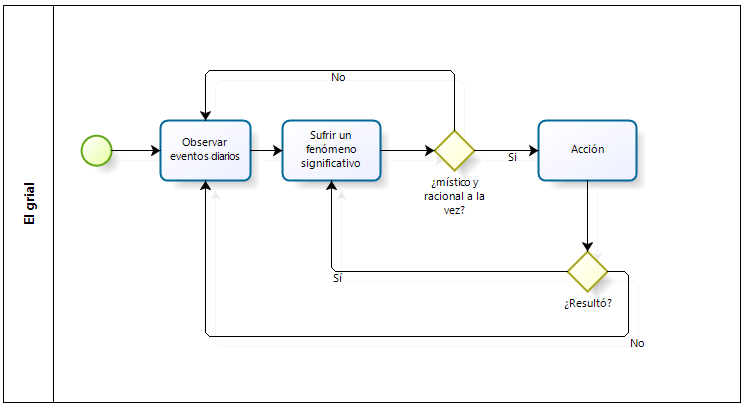 El grial
No
Observar
eventos diarios
Sufrir un
fenómeno
significativo
¿místico y
racional a la
vez?
Si
Acción
Sí
¿Resultó?
No